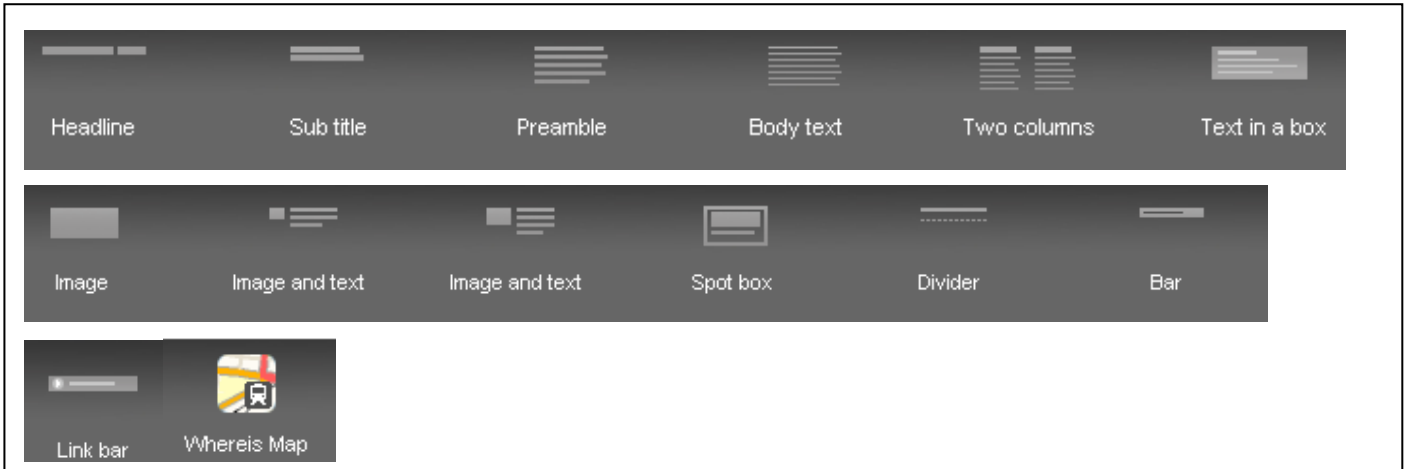 Headline Sub title Preamble Body text Two columns Text in a box
Image Image and text Image and text Spot box Divider Bar
Link bar Whereis Map